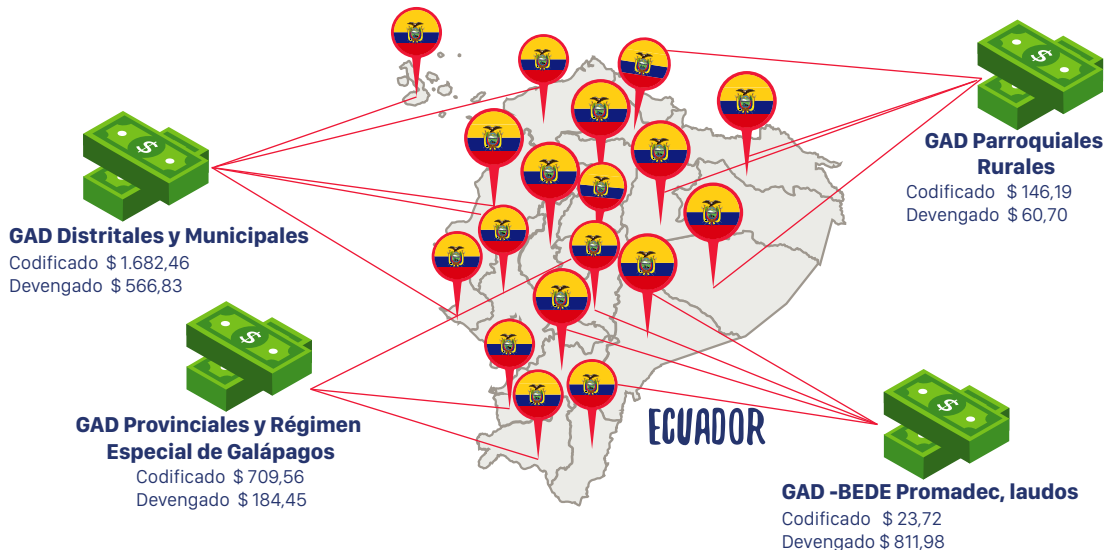 GAD Distritales y Municipales
Codificado $ 1.682,46
Devengado $ 566,83
GAD Parroquiales
Rurales
Codificado $ 146,19
Devengado $ 60,70
GAD Provinciales y Régimen
Especial de Galápagos
Codificado $ 709,56
Devengado $ 184,45
ECUADOR
GAD -BEDE Promadec, laudos
Codificado $ 23,72
Devengado $ 811,98